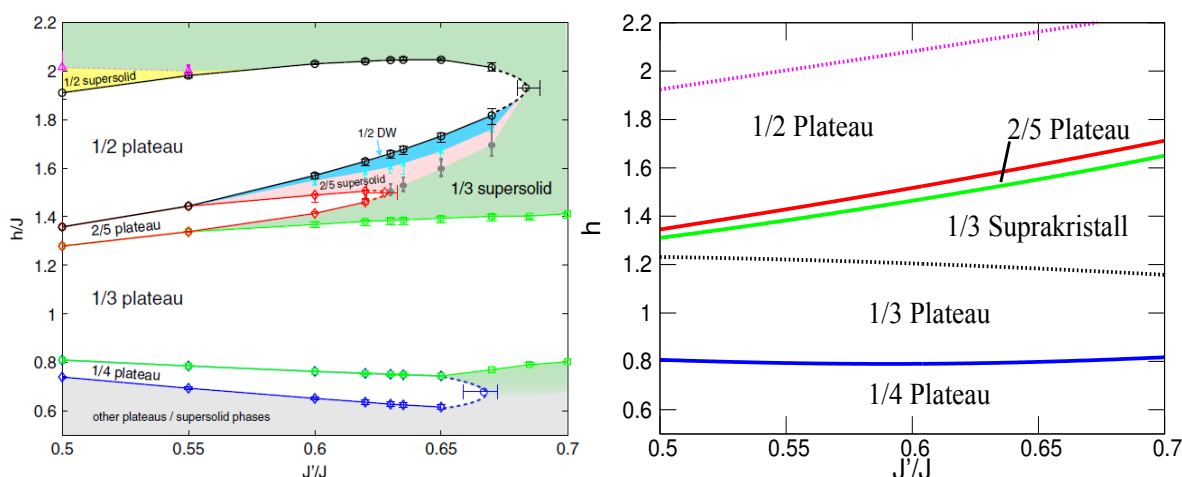 2.2
2
1.8
1.6
1.4
1.2
1
0.8
0.6
h/J
1/2 supersolid
1/2 plateau
1/2 DW
2/5 supersolid
1/3 supersolid
2/5 plateau
1/3 plateau
1/4 plateau
other plateaus / supersolid phases
0.5
0.55
0.6
0.65
0.7
J'/J
2.2
2
1.8
1.6
1.4
1.2
1
0.8
0.6
h
1/2 Plateau
2/5 Plateau
1/3 Suprakristall
1/3 Plateau
1/4 Plateau
0.5
0.55
0.6
0.65
0.7
J'/J